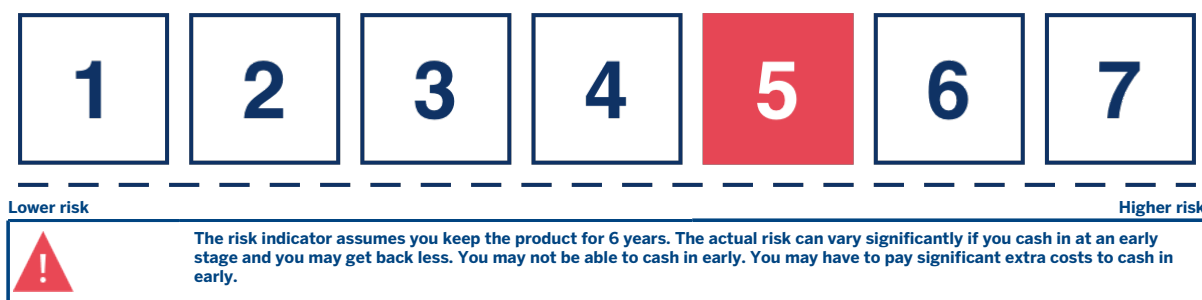 1 2 3 4 5 6 7
Lower risk Higher risk
!
The risk indicator assumes you keep the product for 6 years. The actual risk can vary significantly if you cash in at an early
stage and you may get back less. You may not be able to cash in early. You may have to pay significant extra costs to cash in
early.